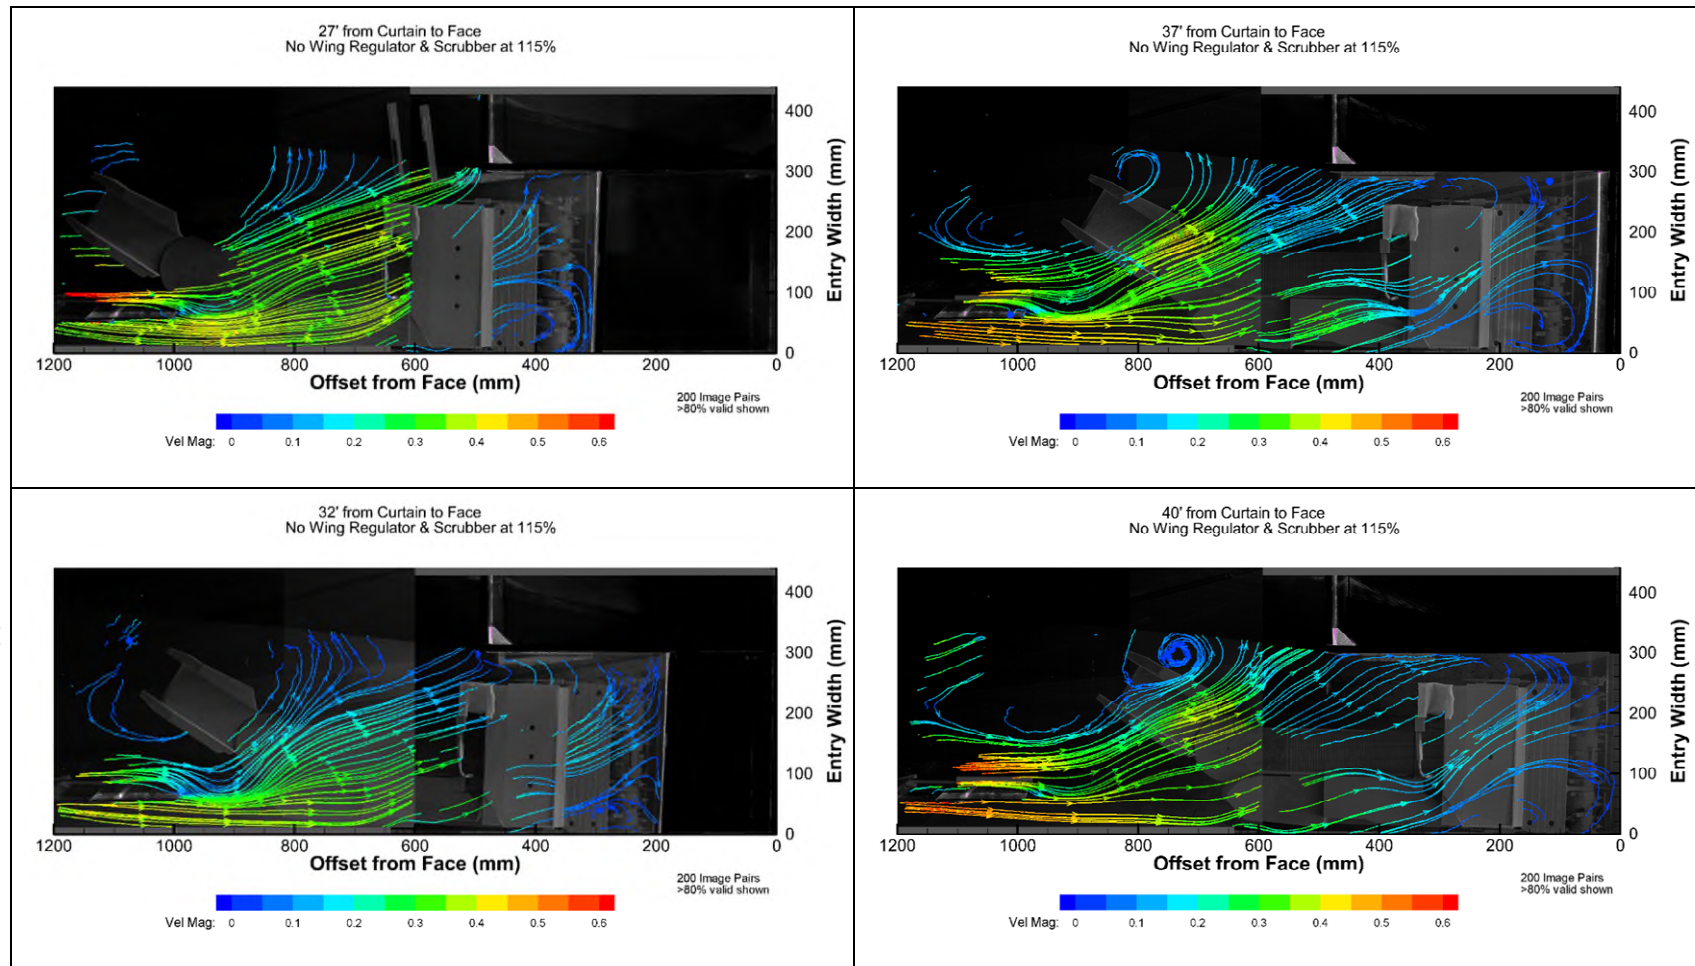 27' from Curtain to Face
No Wing Regulator & Scrubber at 115%
400
300
200
100
0
Entry Width (mm)
1200 1000 800 600 400 200 0
Offset from Face (mm)
200 Image Pairs
>80% valid shown
Vel Mag: 0 0.1 0.2 0.3 0.4 0.5 0.6
37' from Curtain to Face
No Wing Regulator & Scrubber at 115%
400
300
200
100
0
Entry Width (mm)
1200 1000 800 600 400 200 0
Offset from Face (mm)
200 Image Pairs
>80% valid shown
Vel Mag: 0 0.1 0.2 0.3 0.4 0.5 0.6
32' from Curtain to Face
No Wing Regulator & Scrubber at 115%
400
300
200
100
0
Entry Width (mm)
1200 1000 800 600 400 200 0
Offset from Face (mm)
200 Image Pairs
>80% valid shown
Vel Mag: 0 0.1 0.2 0.3 0.4 0.5 0.6
40' from Curtain to Face
No Wing Regulator & Scrubber at 115%
400
300
200
100
0
Entry Width (mm)
1200 1000 800 600 400 200 0
Offset from Face (mm)
200 Image Pairs
>80% valid shown
Vel Mag: 0 0.1 0.2 0.3 0.4 0.5 0.6